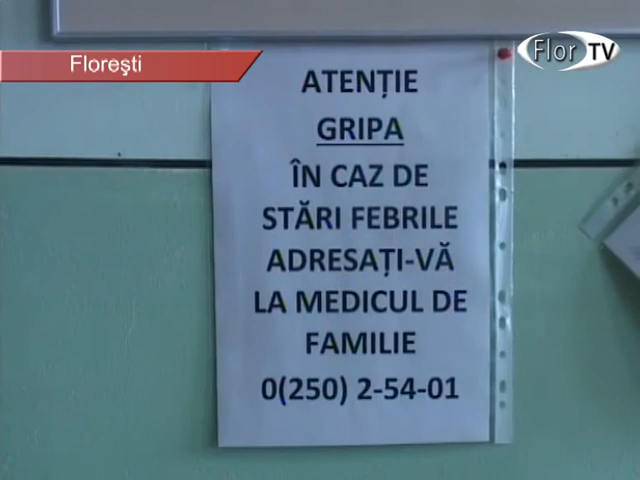 Floreşti
Flor TV
ATENȚIE
GRIPA
ÎN CAZ DE
STĂRI FEBRILE
ADRESAȚI-VĂ
LA MEDICUL DE
FAMILIE
0(250) 2-54-01